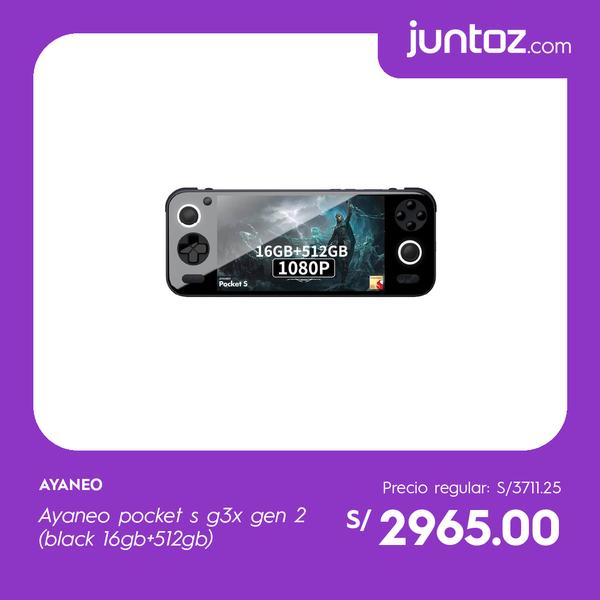 juntoz.com
16GB+512GB
1080P
Pocket S
AYANEO
Ayaneo pocket s g3x gen 2
(black 16gb+512gb)
Precio regular: S/3711.25
S/ 2965.00